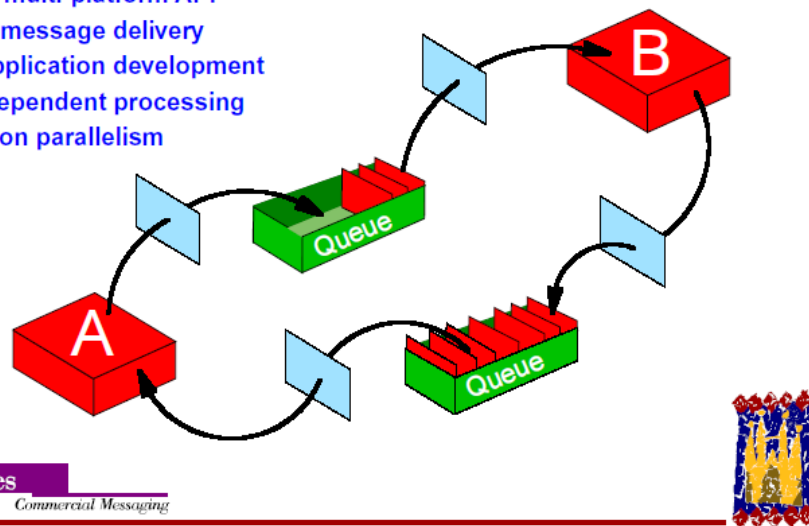 message delivery
pplication development
ependent processing
on parallelism
B
Queue
A
Queue
es
Commercial Messaging